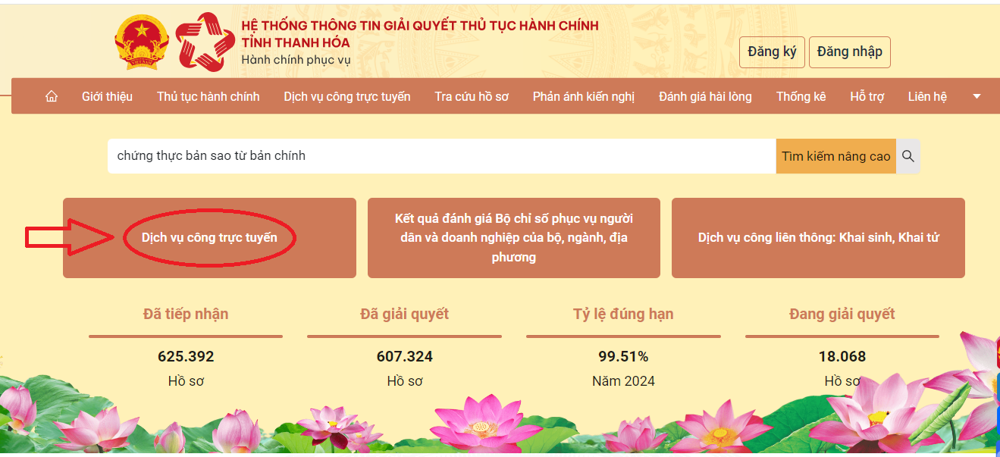 HỆ THỐNG THÔNG TIN GIẢI QUYẾT THỦ TỤC HÀNH CHÍNH
TỈNH THANH HÓA
Hành chính phục vụ
Đăng ký
Đăng nhập
Giới thiệu
Thủ tục hành chính
Dịch vụ công trực tuyến
Tra cứu hồ sơ
Phản ánh kiến nghị
Đánh giá hài lòng
Thống kê
Hỗ trợ
Liên hệ
chứng thực bản sao từ bản chính
Tìm kiếm nâng cao
Dịch vụ công trực tuyến
Kết quả đánh giá Bộ chỉ số phục vụ người
dân và doanh nghiệp của bộ, ngành, địa
phương
Dịch vụ công liên thông: Khai sinh, Khai tử
Đã tiếp nhận
625.392
Hồ sơ
Đã giải quyết
607.324
Hồ sơ
Tỷ lệ đúng hạn
99.51%
Năm 2024
Đang giải quyết
18.068
Hồ sơ